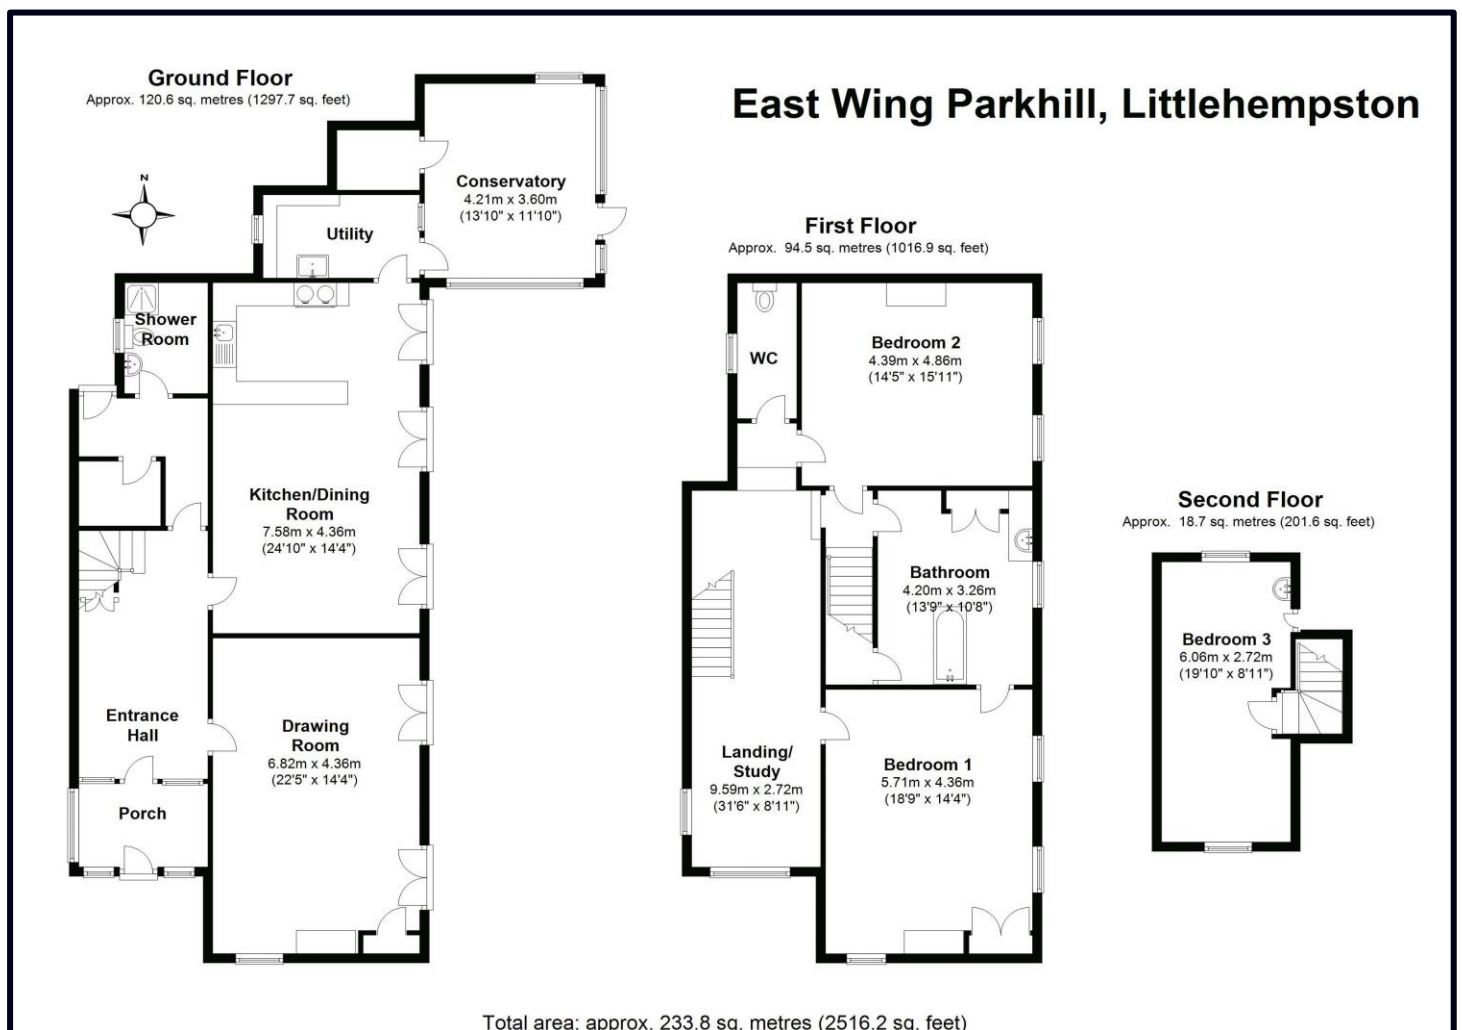 East Wing Parkhill, Littlehempston
Ground Floor
Approx. 120.6 sq. metres (1297.7 sq. feet)
N
Conservatory
4.21m x 3.60m
(13'10" x 11'10")
Utility
Shower
Room
Kitchen/Dining
Room
7.58m x 4.36m
(24'10" x 14'4")
Entrance
Hall
Drawing
Room
6.82m x 4.36m
(22'5" x 14'4")
Porch
First Floor
Approx. 94.5 sq. metres (1016.9 sq. feet)
WC
Bedroom 2
4.39m x 4.86m
(14'5" x 15'11")
Bathroom
4.20m x 3.26m
(13'9" x 10'8")
Landing/
Study
9.59m x 2.72m
(31'6" x 8'11")
Bedroom 1
5.71m x 4.36m
(18'9" x 14'4")
Second Floor
Approx. 18.7 sq. metres (201.6 sq. feet)
Bedroom 3
6.06m x 2.72m
(19'10" x 8'11")
Total area: approx. 233.8 sq. metres (2516.2 sq. feet)